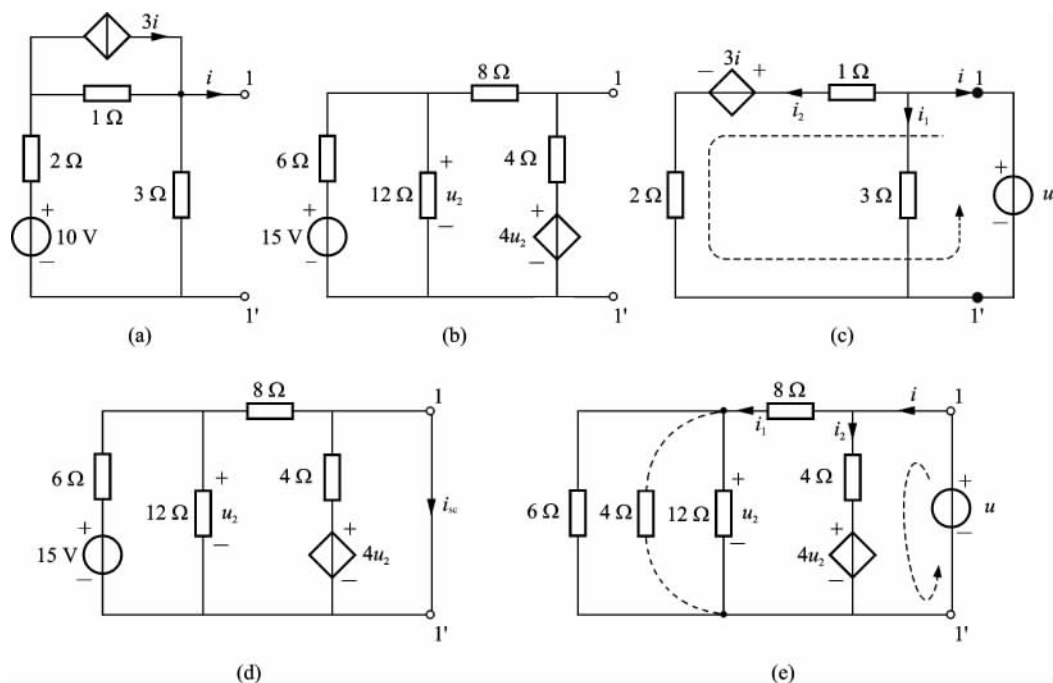 3i
i
1
1 Ω
2 Ω
3 Ω
+
10 V
−
1'
(a)
8 Ω
1
6 Ω
+
4 Ω
12 Ω
u₂
−
+
15 V
−
+
4u₂
−
1'
(b)
3i
−
+
1 Ω
i
1
i₂
i₁
2 Ω
3 Ω
+
u
−
1'
(c)
8 Ω
1
6 Ω
+
4 Ω
12 Ω
u₂
iₛc
−
+
15 V
−
+
4u₂
−
1'
(d)
8 Ω
i
1
i₁
i₂
6 Ω
4 Ω
12 Ω
+
u₂
−
4 Ω
+
u
−
+
4u₂
−
1'
(e)